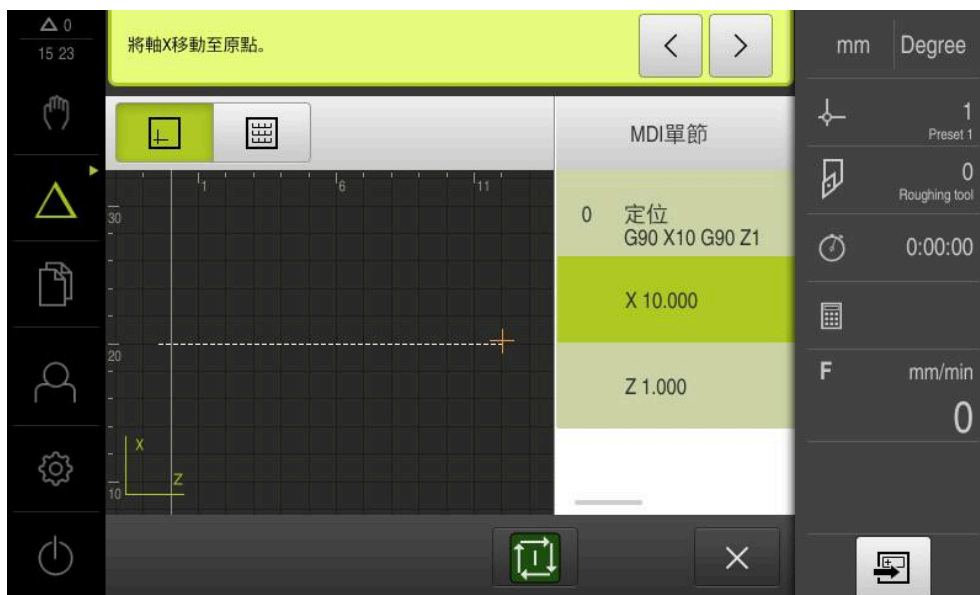 0
15 23
將軸X移動至原點。
MDI單節
1
6
11
30
20
10
X
Z
0 定位
G90 X10 G90 Z1
X 10.000
Z 1.000
mm Degree
1
Preset 1
0
Roughing tool
0:00:00
F mm/min
0